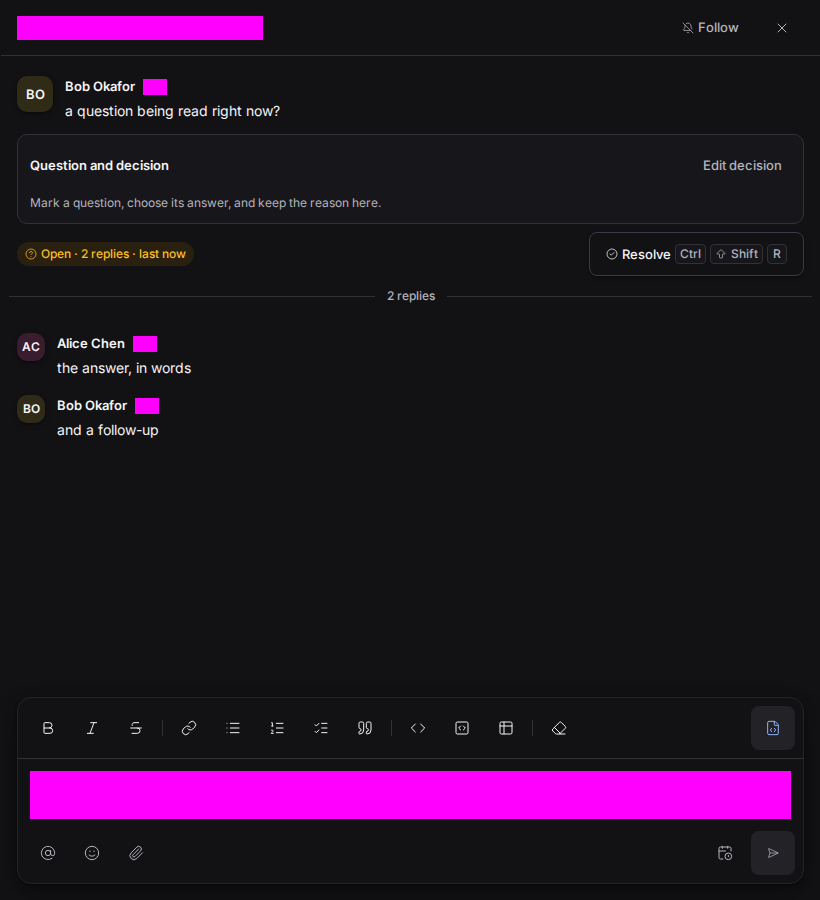 Follow
BO
Bob Okafor
a question being read right now?
Question and decision
Edit decision
Mark a question, choose its answer, and keep the reason here.
Open · 2 replies · last now
Resolve Ctrl Shift R
2 replies
AC
Alice Chen
the answer, in words
BO
Bob Okafor
and a follow-up